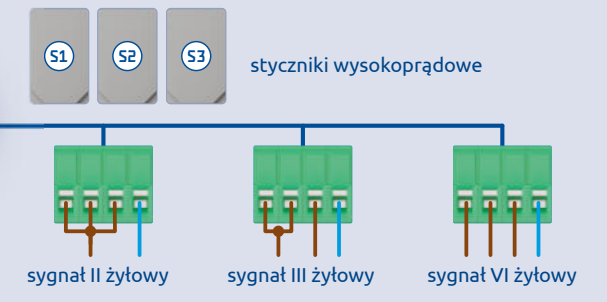 S1 S2 S3
styczniki wysokoprądowe
sygnał II żyłowy sygnał III żyłowy sygnał VI żyłowy